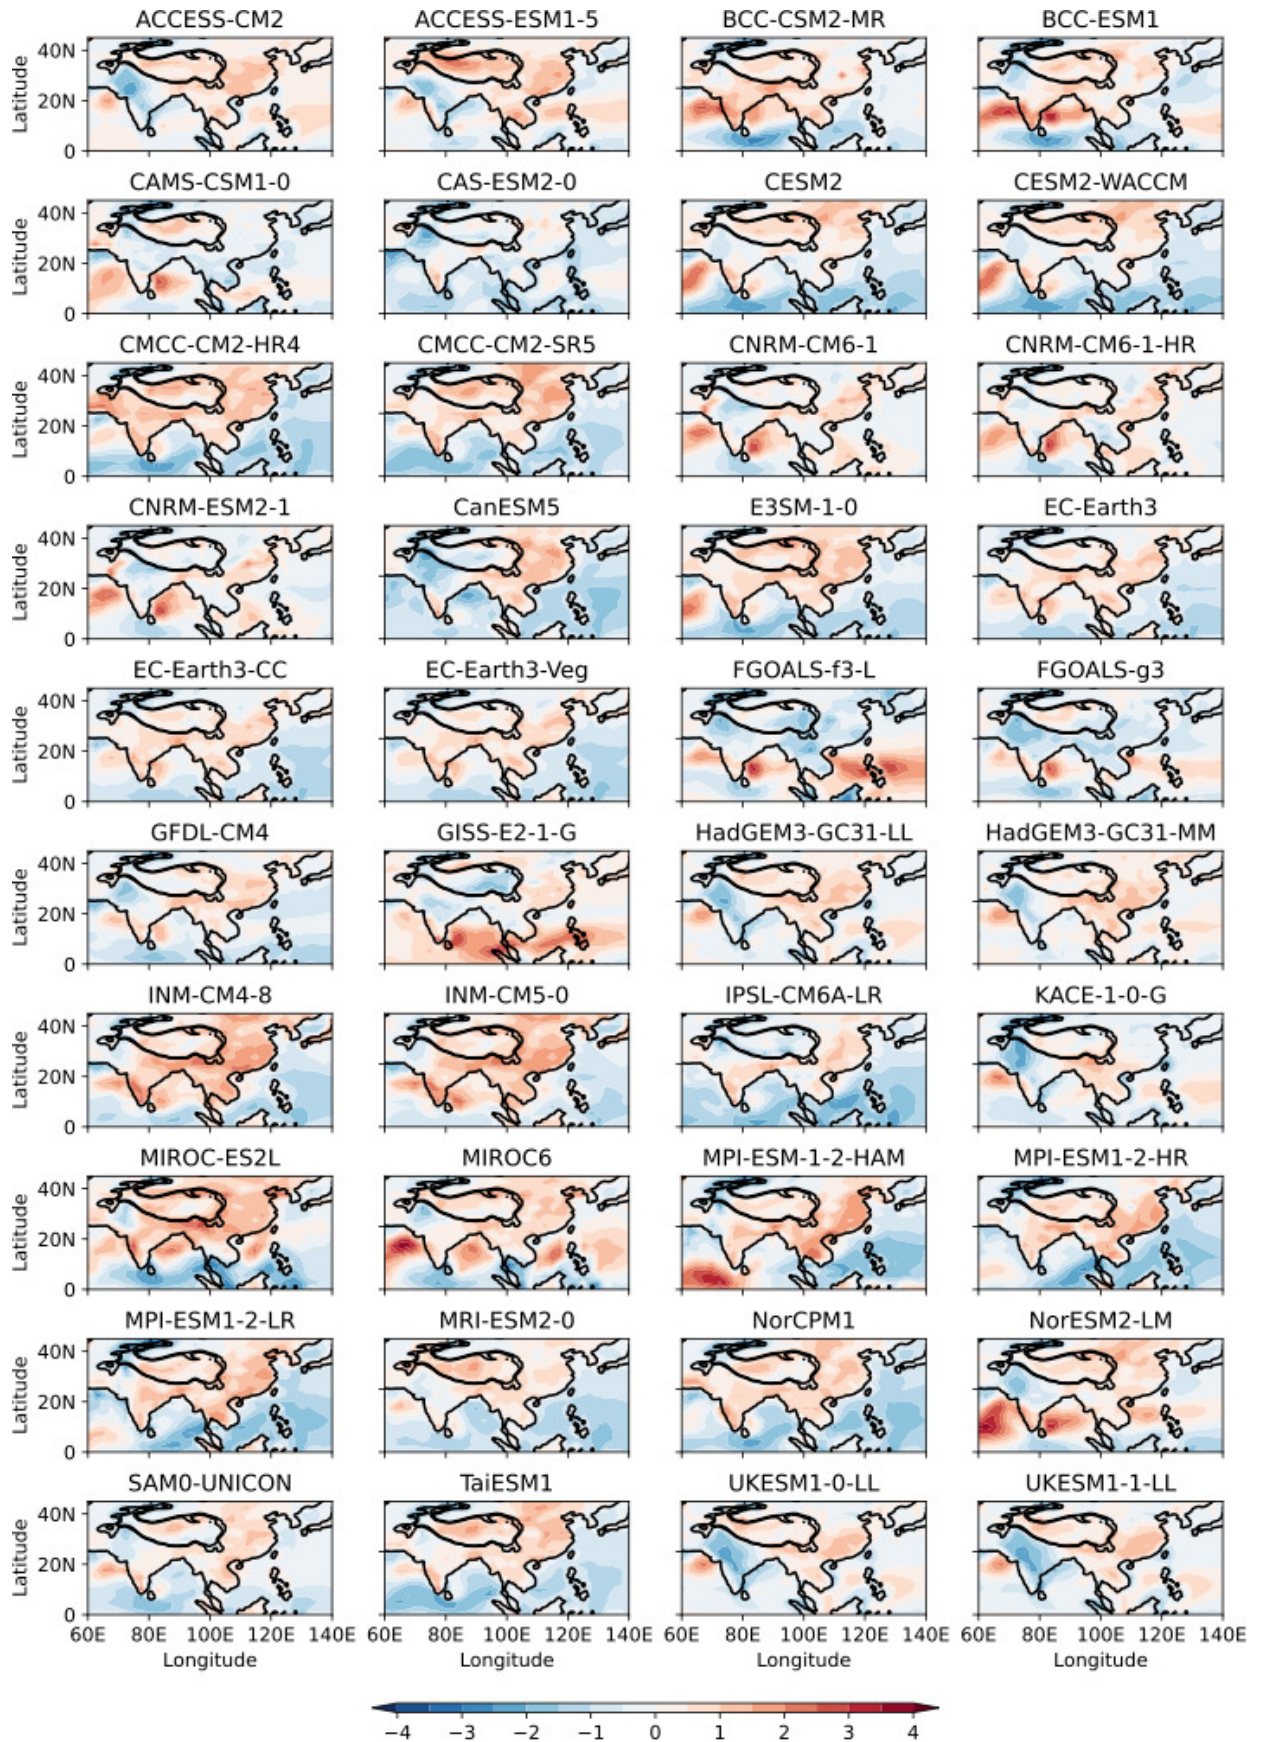 ACCESS-CM2 ACCESS-ESM1-5 BCC-CSM2-MR BCC-ESM1
Latitude 40N 20N 0
CAMS-CSM1-0 CAS-ESM2-0 CESM2 CESM2-WACCM
Latitude 40N 20N 0
CMCC-CM2-HR4 CMCC-CM2-SR5 CNRM-CM6-1 CNRM-CM6-1-HR
Latitude 40N 20N 0
CNRM-ESM2-1 CanESM5 E3SM-1-0 EC-Earth3
Latitude 40N 20N 0
EC-Earth3-CC EC-Earth3-Veg FGOALS-f3-L FGOALS-g3
Latitude 40N 20N 0
GFDL-CM4 GISS-E2-1-G HadGEM3-GC31-LL HadGEM3-GC31-MM
Latitude 40N 20N 0
INM-CM4-8 INM-CM5-0 IPSL-CM6A-LR KACE-1-0-G
Latitude 40N 20N 0
MIROC-ES2L MIROC6 MPI-ESM-1-2-HAM MPI-ESM1-2-HR
Latitude 40N 20N 0
MPI-ESM1-2-LR MRI-ESM2-0 NorCPM1 NorESM2-LM
Latitude 40N 20N 0
SAM0-UNICON TaiESM1 UKESM1-0-LL UKESM1-1-LL
Latitude 40N 20N 0
60E 80E 100E 120E 140E 60E 80E 100E 120E 140E 60E 80E 100E 120E 140E 60E 80E 100E 120E 140E
Longitude Longitude Longitude Longitude
−4 −3 −2 −1 0 1 2 3 4